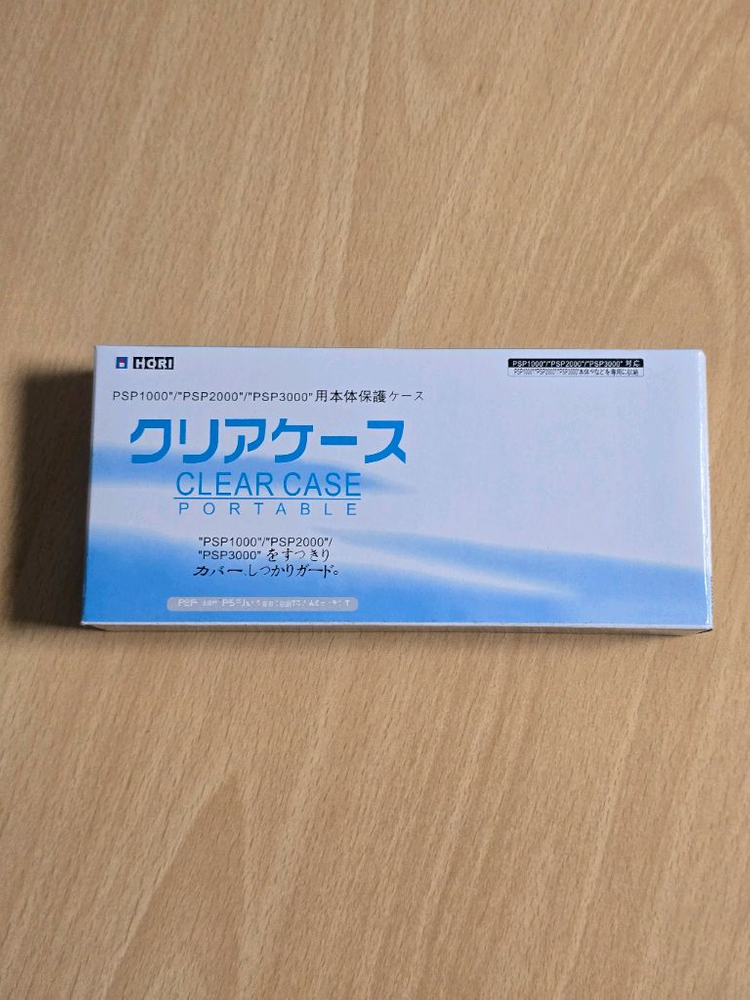 HORI
PSP1000"/"PSP2000"/"PSP3000" 対応
PSP1000"/"PSP2000"/"PSP3000"用本体保護ケース
クリアケース
CLEAR CASE
PORTABLE
"PSP1000"/"PSP2000"/
"PSP3000" をすっきり
カバー.しつかりガード。